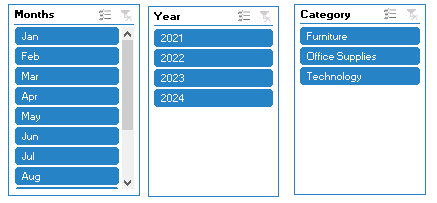 Months
Jan
Feb
Mar
Apr
May
Jun
Jul
Aug
Year
2021
2022
2023
2024
Category
Furniture
Office Supplies
Technology